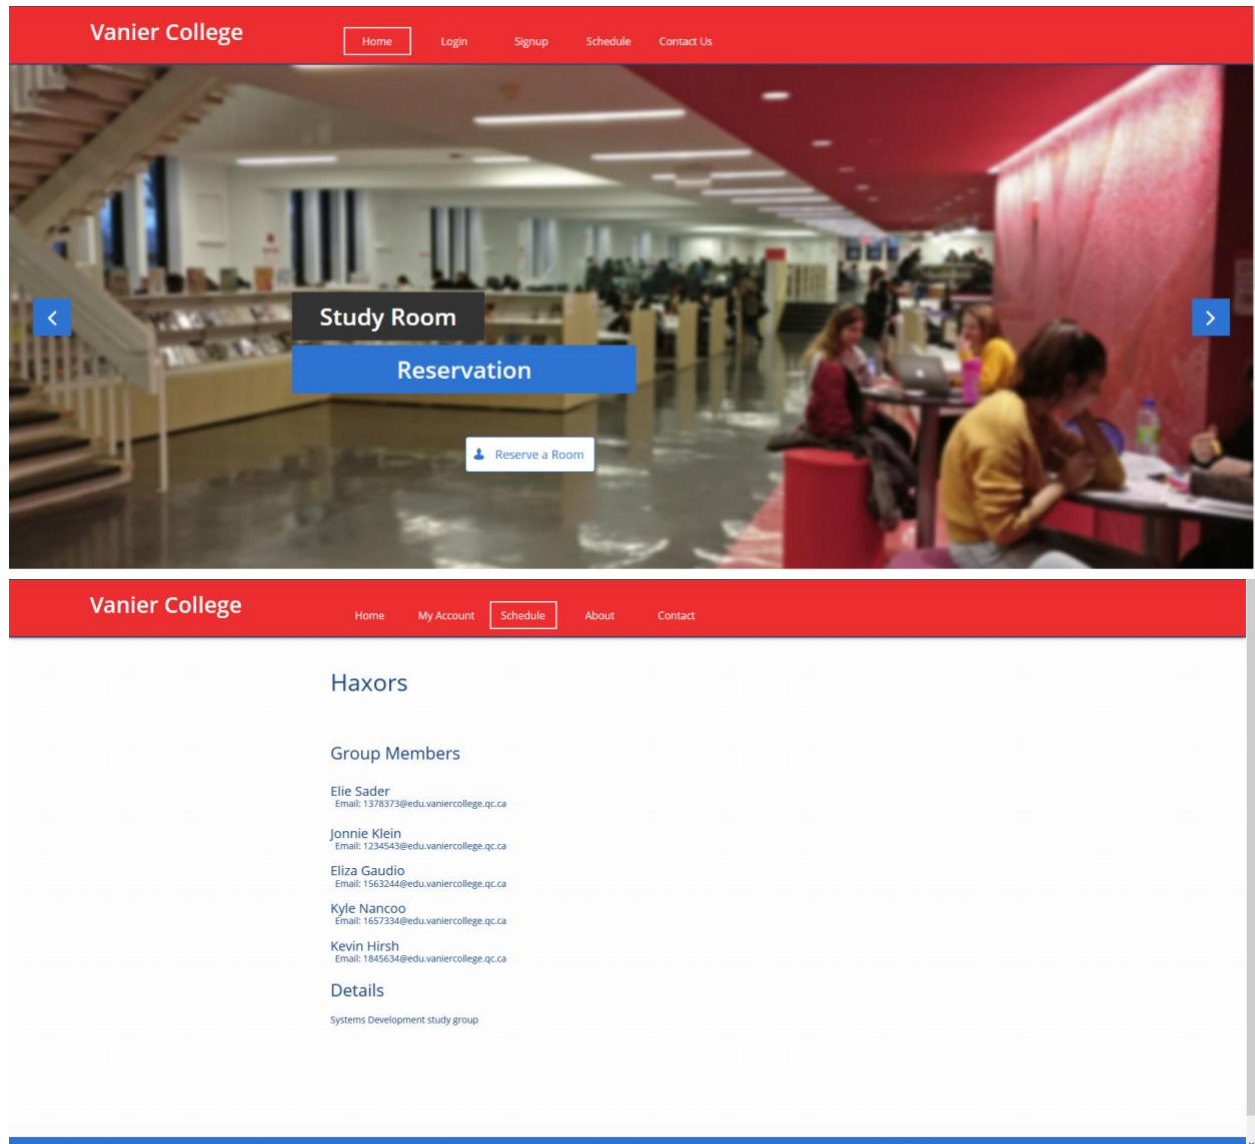 Vanier College
Home Login Signup Schedule Contact Us
Study Room
Reservation
Reserve a Room
Vanier College
Home My Account Schedule About Contact
Haxors
Group Members
Elie Sader
Email: 1378373@edu.vaniercollege.qc.ca
Jonnie Klein
Email: 1234543@edu.vaniercollege.qc.ca
Eliza Gaudio
Email: 1563244@edu.vaniercollege.qc.ca
Kyle Nancoo
Email: 1657334@edu.vaniercollege.qc.ca
Kevin Hirsh
Email: 1845634@edu.vaniercollege.qc.ca
Details
Systems Development study group